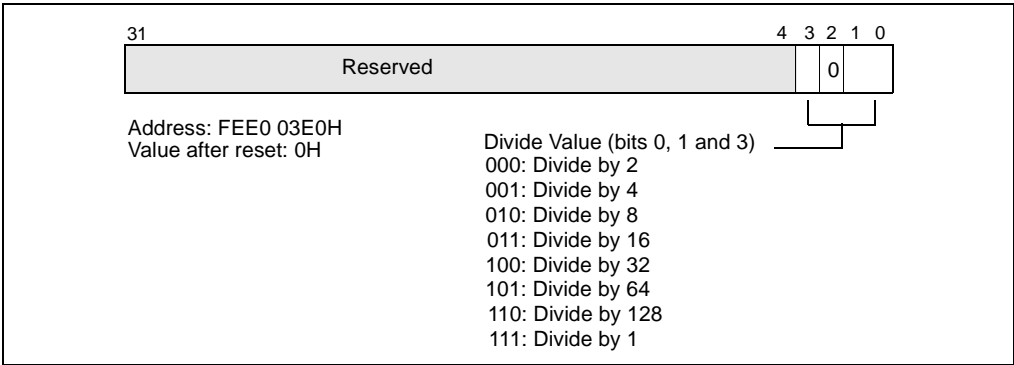 31 4 3 2 1 0
Reserved 0
Address: FEE0 03E0H
Value after reset: 0H
Divide Value (bits 0, 1 and 3)
000: Divide by 2
001: Divide by 4
010: Divide by 8
011: Divide by 16
100: Divide by 32
101: Divide by 64
110: Divide by 128
111: Divide by 1